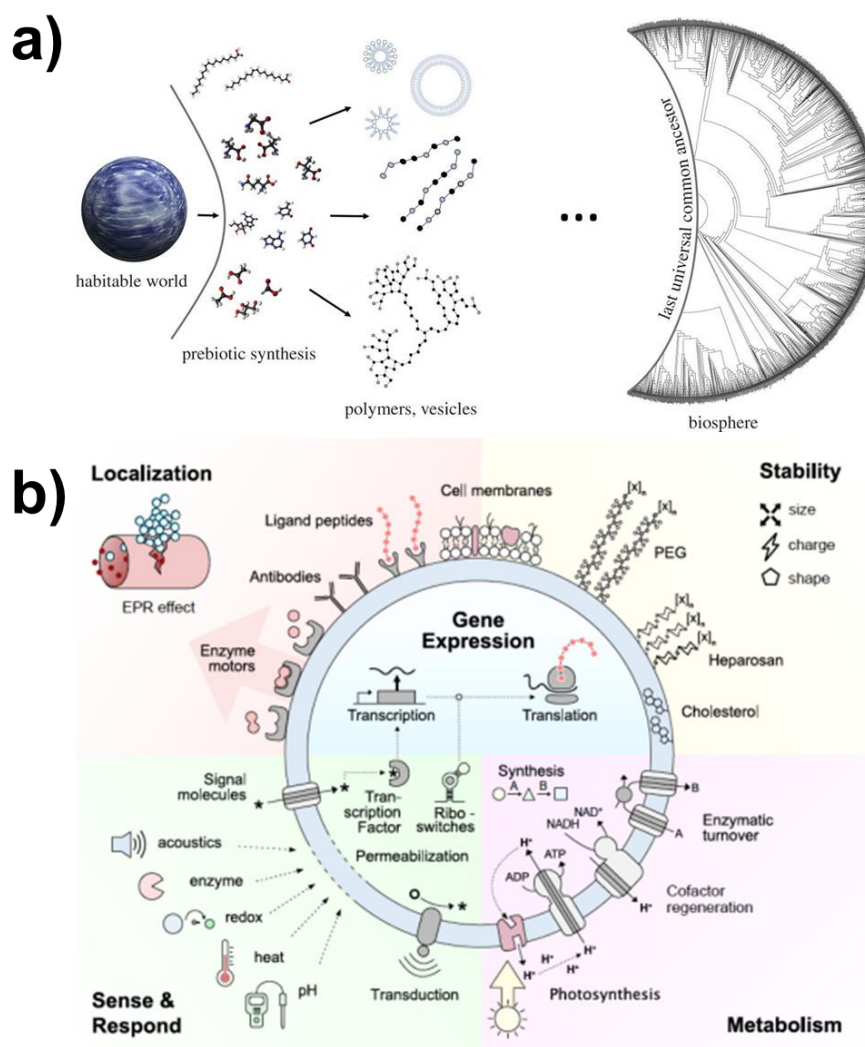 a)
habitable world
prebiotic synthesis
polymers, vesicles
...
last universal common ancestor
biosphere
b)
Localization
EPR effect
Ligand peptides
Antibodies
Enzyme
motors
Cell membranes
[x]n
[x]n
PEG
Stability
size
charge
shape
[x]n
[x]n
[x]n
Heparosan
Cholesterol
Gene
Expression
Transcription
Translation
Signal
molecules
*
*
*
Tran-
scription
Factor
Ribo-
switches
Permeabilization
acoustics
enzyme
redox
heat
pH
Transduction
*
Sense &
Respond
Synthesis
A
B
B
A
Enzymatic
turnover
NAD+
NADH
H+
ATP
ADP
Cofactor
regeneration
H+
H+
H+
H+
H+
Photosynthesis
Metabolism